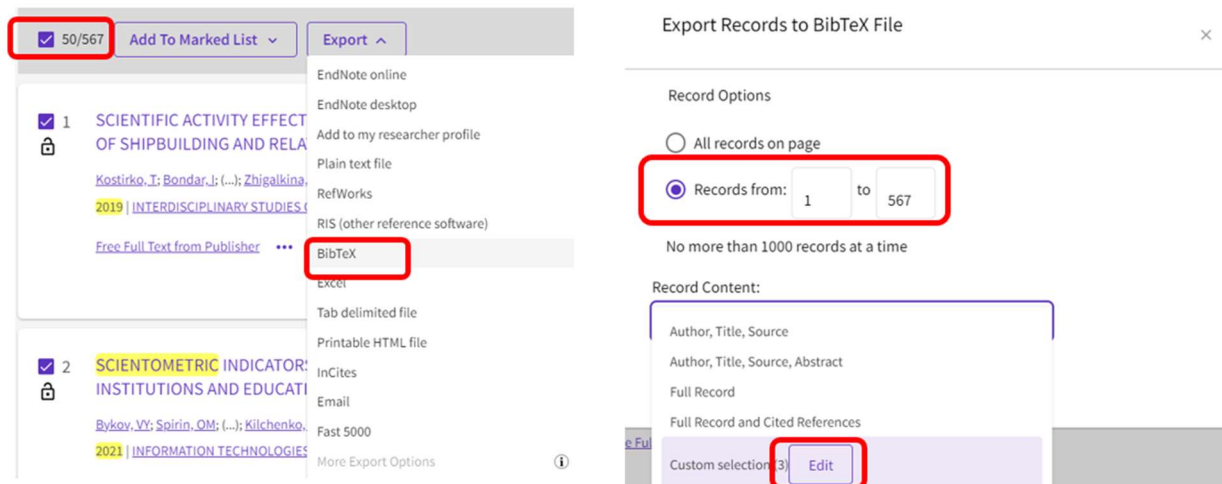 50/567 Add To Marked List Export
EndNote online
EndNote desktop
Add to my researcher profile
Plain text file
RefWorks
RIS (other reference software)
BibTeX
Excel
Tab delimited file
Printable HTML file
InCites
Email
Fast 5000
More Export Options
1 SCIENTIFIC ACTIVITY EFFECT
OF SHIPBUILDING AND RELA
Kostirko, T; Bondar, I; (...); Zhigalkina,
2019 | INTERDISCIPLINARY STUDIES
Free Full Text from Publisher •••
2 SCIENTOMETRIC INDICATORS
INSTITUTIONS AND EDUCATI
Bykov, VY; Spirin, OM; (...); Kilchenko,
2021 | INFORMATION TECHNOLOGIES
Export Records to BibTeX File ×
Record Options
All records on page
Records from: 1 to 567
No more than 1000 records at a time
Record Content:
Author, Title, Source
Author, Title, Source, Abstract
Full Record
Full Record and Cited References
Custom selection (3) Edit
e Ful